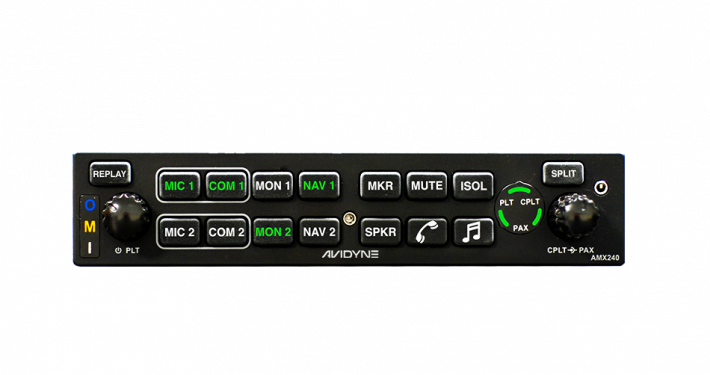 REPLAY
SPLIT
MIC 1 COM 1 MON 1 NAV 1 MKR MUTE ISOL
O
M
I
PLT CPLT
PAX
MIC 2 COM 2 MON 2 NAV 2 SPKR
PLT
AVIDYNE
CPLT PAX
AMX240